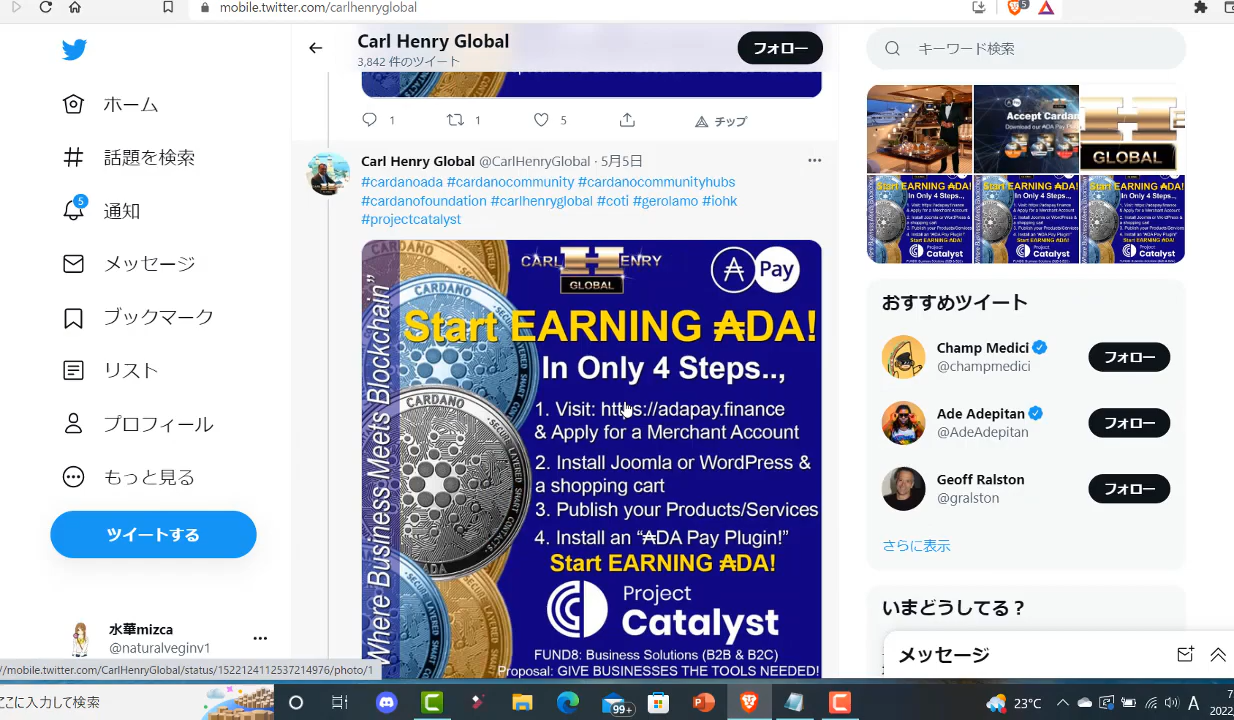 mobile.twitter.com/carlhenryglobal
5
Carl Henry Global
3,842 件のツイート
フォロー
キーワード検索
ホーム
話題を検索
5
通知
メッセージ
ブックマーク
リスト
プロフィール
もっと見る
ツイートする
水華mizca
@naturalveginv1
1
1
5
チップ
Carl Henry Global @CarlHenryGlobal · 5月5日
#cardanoada #cardanocommunity #cardanocommunityhubs
#cardanofoundation #carlhenryglobal #coti #gerolamo #iohk
#projectcatalyst
CARL H ENRY
GLOBAL
₳ Pay
Where Business Meets Blockchain"
CARDANO
CARDANO
CARDANO
ADA
Start EARNING ₳DA!
In Only 4 Steps..,
1. Visit: https://adapay.finance
& Apply for a Merchant Account
2. Install Joomla or WordPress &
a shopping cart
3. Publish your Products/Services
4. Install an "₳DA Pay Plugin!"
Start EARNING ₳DA!
Project
Catalyst
FUND8: Business Solutions (B2B & B2C)
Proposal: GIVE BUSINESSES THE TOOLS NEEDED!
Accept Cardan
GLOBAL
おすすめツイート
Champ Medici
@champmedici
フォロー
Ade Adepitan
@AdeAdepitan
フォロー
Geoff Ralston
@gralston
フォロー
さらに表示
いまどうしてる？
メッセージ
//mobile.twitter.com/CarlHenryGlobal/status/1522124112537214976/photo/1
ここに入力して検索
99+
23°C
A
7
2022